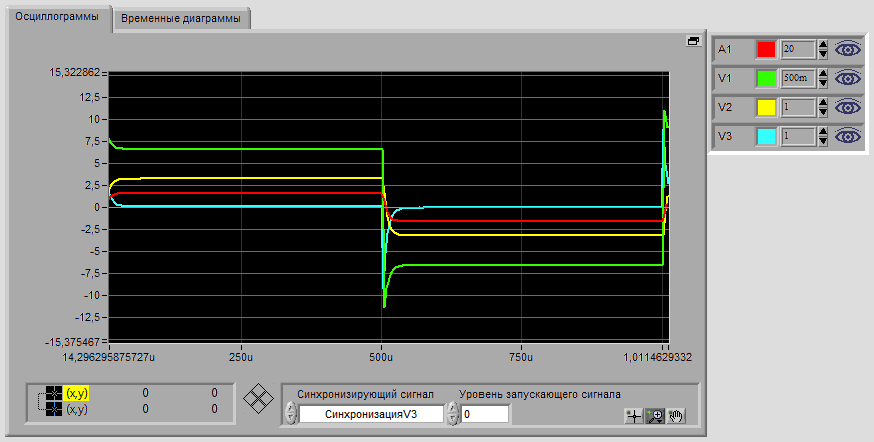 Осциллограммы
Временные диаграммы
A1 20
V1 500m
V2 1
V3 1
15,322862
12,5
10
7,5
5
2,5
0
-2,5
-5
-7,5
-10
-12,5
-15,375467
14,296295875727u 250u 500u 750u 1,0114629332
(x,y) 0 0
(x,y) 0 0
Синхронизирующий сигнал Уровень запускающего сигнала
СинхронизацияV3 0